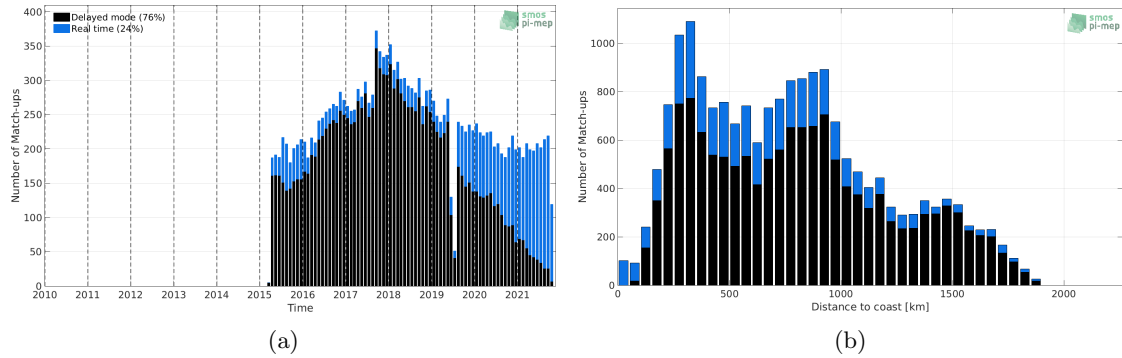 400
350
300
250
200
150
100
50
0
Number of Match-ups
Delayed mode (76%)
Real time (24%)
smos
pi-mep
2010 2011 2012 2013 2014 2015 2016 2017 2018 2019 2020 2021
Time
(a)
1000
800
600
400
200
0
Number of Match-ups
smos
pi-mep
0 500 1000 1500 2000
Distance to coast [km]
(b)